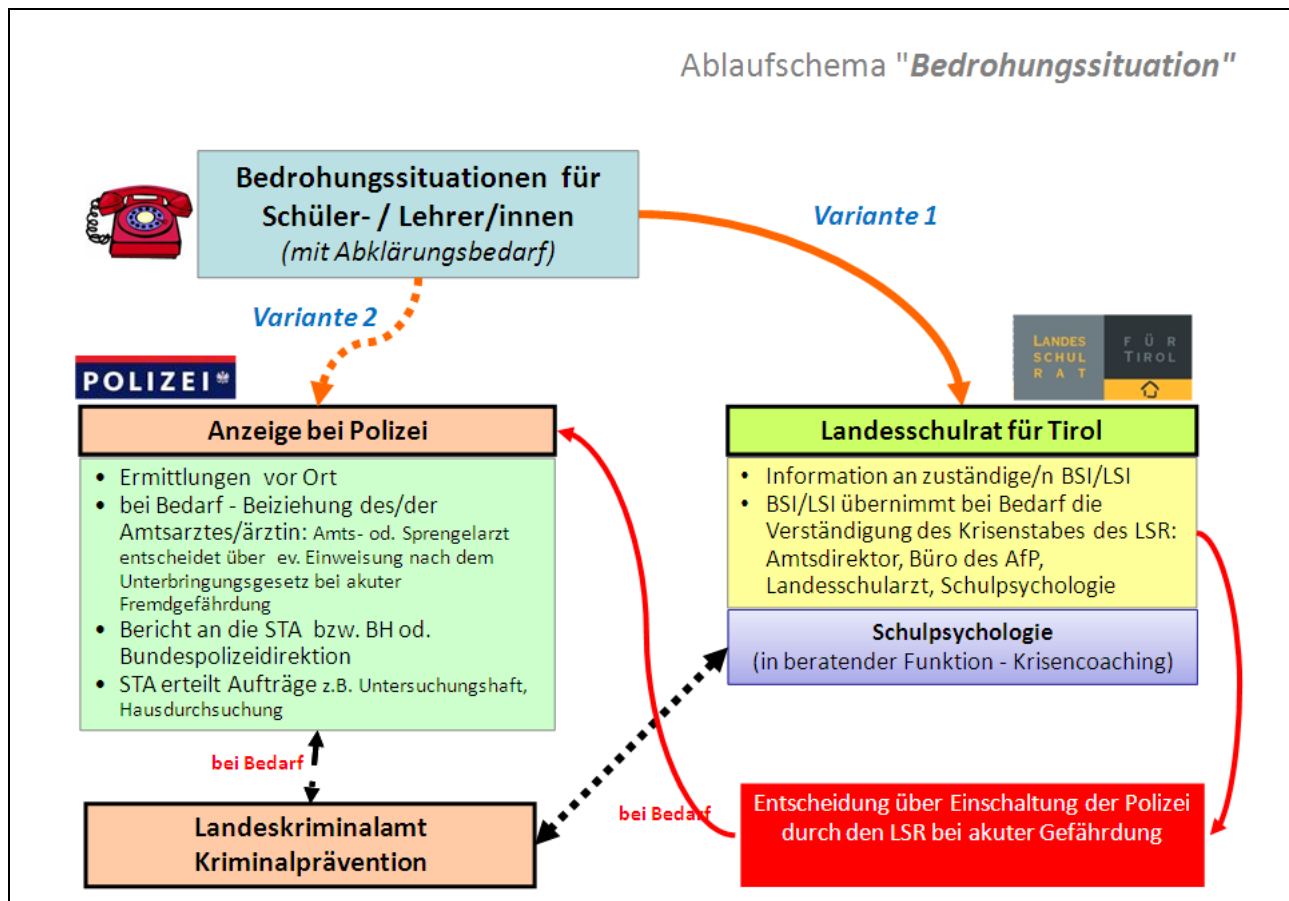 Ablaufschema "Bedrohungssituation"
Bedrohungssituationen für
Schüler- / Lehrer/innen
(mit Abklärungsbedarf)
Variante 1
Variante 2
POLIZEI
LANDES
SCHUL
RAT
FÜR
TIROL
Anzeige bei Polizei
• Ermittlungen vor Ort
• bei Bedarf - Beiziehung des/der
Amtsarztes/ärztin: Amts- od. Sprengelarzt
entscheidet über ev. Einweisung nach dem
Unterbringungsgesetz bei akuter
Fremdgefährdung
• Bericht an die STA bzw. BH od.
Bundespolizeidirektion
• STA erteilt Aufträge z.B. Untersuchungshaft,
Hausdurchsuchung
Landesschulrat für Tirol
• Information an zuständige/n BSI/LSI
• BSI/LSI übernimmt bei Bedarf die
Verständigung des Krisenstabes des LSR:
Amtsdirektor, Büro des AfP,
Landesschularzt, Schulpsychologie
Schulpsychologie
(in beratender Funktion - Krisencoaching)
bei Bedarf
Landeskriminalamt
Kriminalprävention
bei Bedarf
Entscheidung über Einschaltung der Polizei
durch den LSR bei akuter Gefährdung